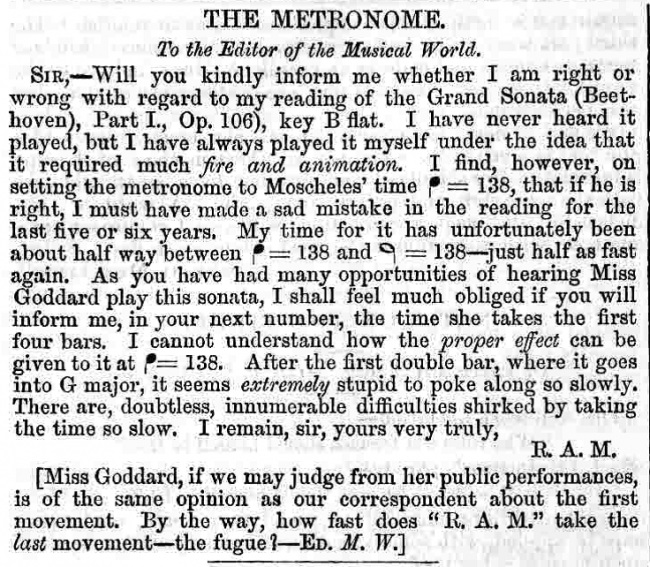 THE METRONOME.
To the Editor of the Musical World.
SIR,—Will you kindly inform me whether I am right or
wrong with regard to my reading of the Grand Sonata (Beet-
hoven), Part I., Op. 106), key B flat. I have never heard it
played, but I have always played it myself under the idea that
it required much fire and animation. I find, however, on
setting the metronome to Moscheles' time ♩ = 138, that if he is
right, I must have made a sad mistake in the reading for the
last five or six years. My time for it has unfortunately been
about half way between ♩ = 138 and 𝅗𝅥 = 138—just half as fast
again. As you have had many opportunities of hearing Miss
Goddard play this sonata, I shall feel much obliged if you will
inform me, in your next number, the time she takes the first
four bars. I cannot understand how the proper effect can be
given to it at ♩ = 138. After the first double bar, where it goes
into G major, it seems extremely stupid to poke along so slowly.
There are, doubtless, innumerable difficulties shirked by taking
the time so slow. I remain, sir, yours very truly,
R. A. M.
[Miss Goddard, if we may judge from her public performances,
is of the same opinion as our correspondent about the first
movement. By the way, how fast does "R. A. M." take the
last movement—the fugue?—ED. M. W.]